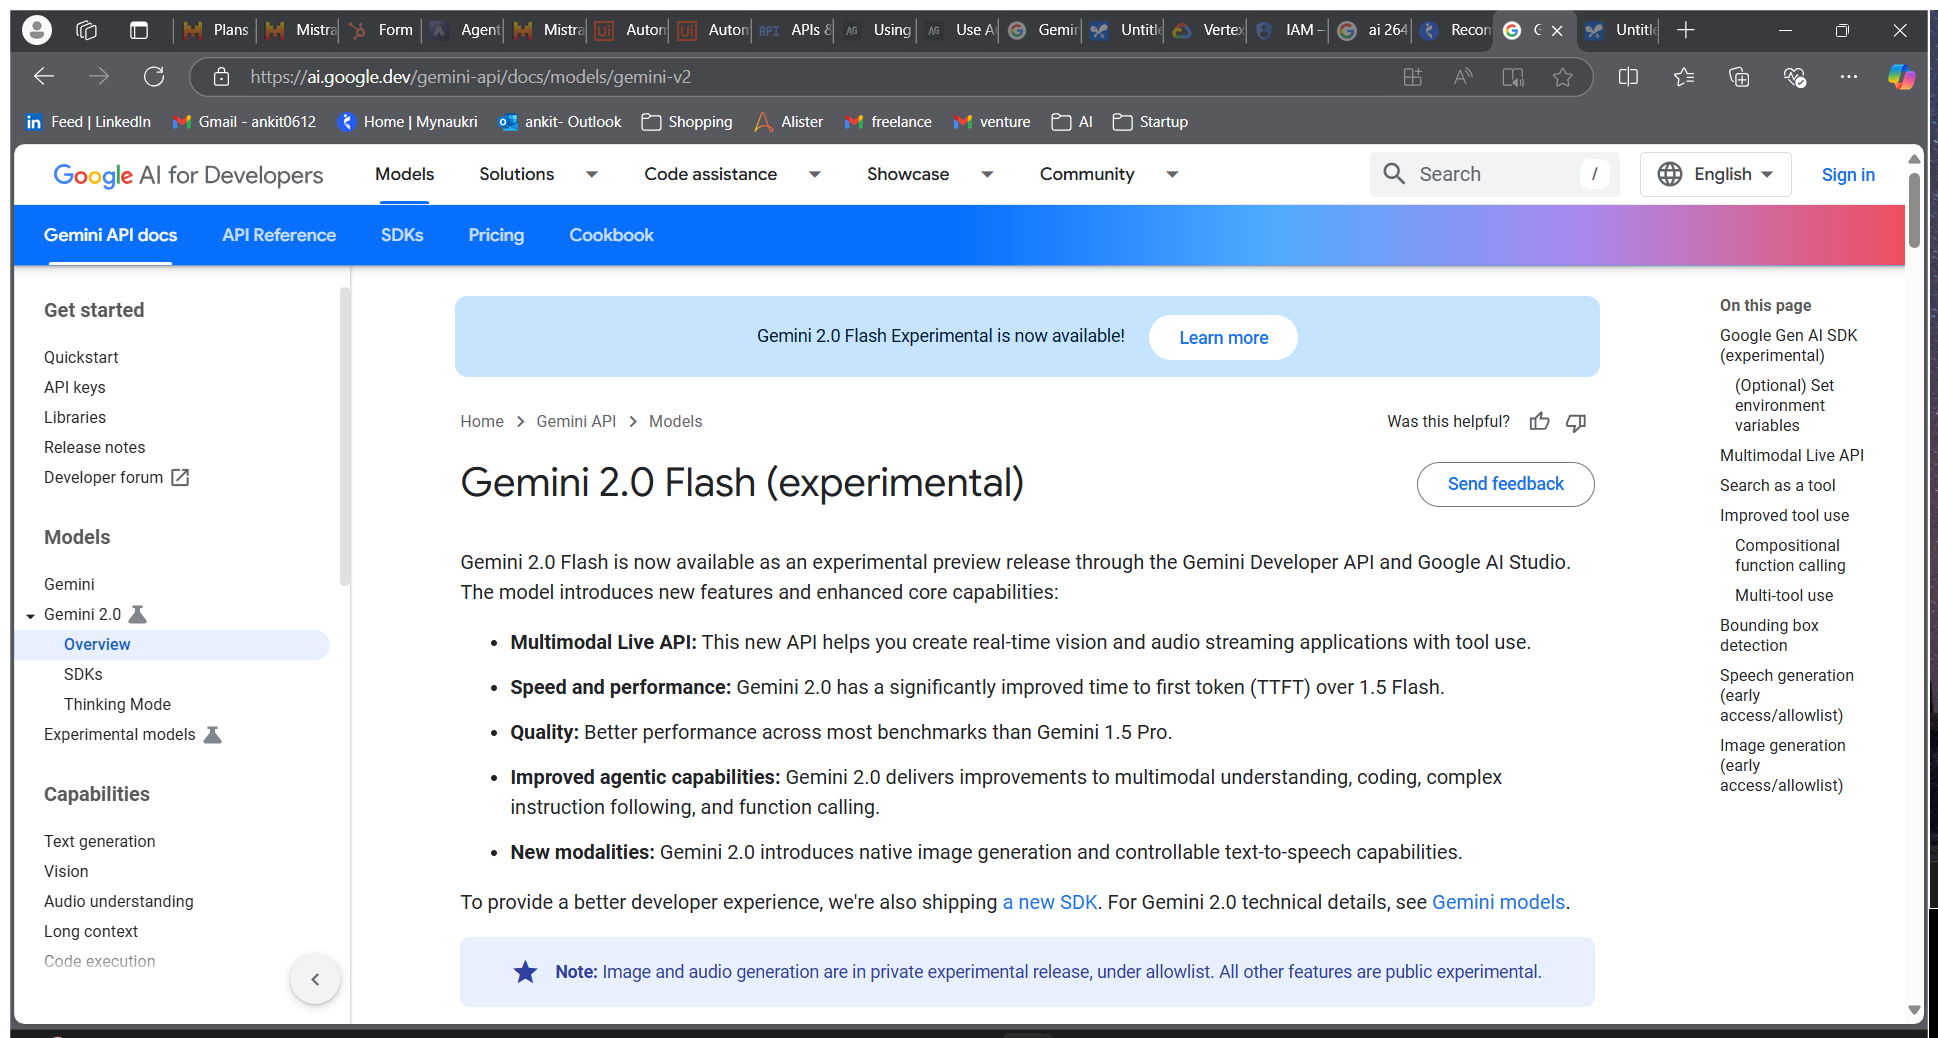 Plans
Mistra
Form
Agent
Mistra
Autom
Autom
API APIs &
AG Using
AG Use A
Gemin
Untitle
Vertex
IAM –
ai 264
Recon
Untitle
https://ai.google.dev/gemini-api/docs/models/gemini-v2
Feed | LinkedIn
Gmail - ankit0612
Home | Mynaukri
ankit- Outlook
Shopping
Alister
freelance
venture
AI
Startup
Google AI for Developers
Models
Solutions
Code assistance
Showcase
Community
Search
/
English
Sign in
Gemini API docs
API Reference
SDKs
Pricing
Cookbook
Get started
Quickstart
API keys
Libraries
Release notes
Developer forum
Models
Gemini
Gemini 2.0
Overview
SDKs
Thinking Mode
Experimental models
Capabilities
Text generation
Vision
Audio understanding
Long context
Code execution
Gemini 2.0 Flash Experimental is now available!
Learn more
Home > Gemini API > Models
Was this helpful?
Gemini 2.0 Flash (experimental)
Send feedback
Gemini 2.0 Flash is now available as an experimental preview release through the Gemini Developer API and Google AI Studio.
The model introduces new features and enhanced core capabilities:
• Multimodal Live API: This new API helps you create real-time vision and audio streaming applications with tool use.
• Speed and performance: Gemini 2.0 has a significantly improved time to first token (TTFT) over 1.5 Flash.
• Quality: Better performance across most benchmarks than Gemini 1.5 Pro.
• Improved agentic capabilities: Gemini 2.0 delivers improvements to multimodal understanding, coding, complex
instruction following, and function calling.
• New modalities: Gemini 2.0 introduces native image generation and controllable text-to-speech capabilities.
To provide a better developer experience, we're also shipping a new SDK. For Gemini 2.0 technical details, see Gemini models.
Note: Image and audio generation are in private experimental release, under allowlist. All other features are public experimental.
On this page
Google Gen AI SDK
(experimental)
(Optional) Set
environment
variables
Multimodal Live API
Search as a tool
Improved tool use
Compositional
function calling
Multi-tool use
Bounding box
detection
Speech generation
(early
access/allowlist)
Image generation
(early
access/allowlist)